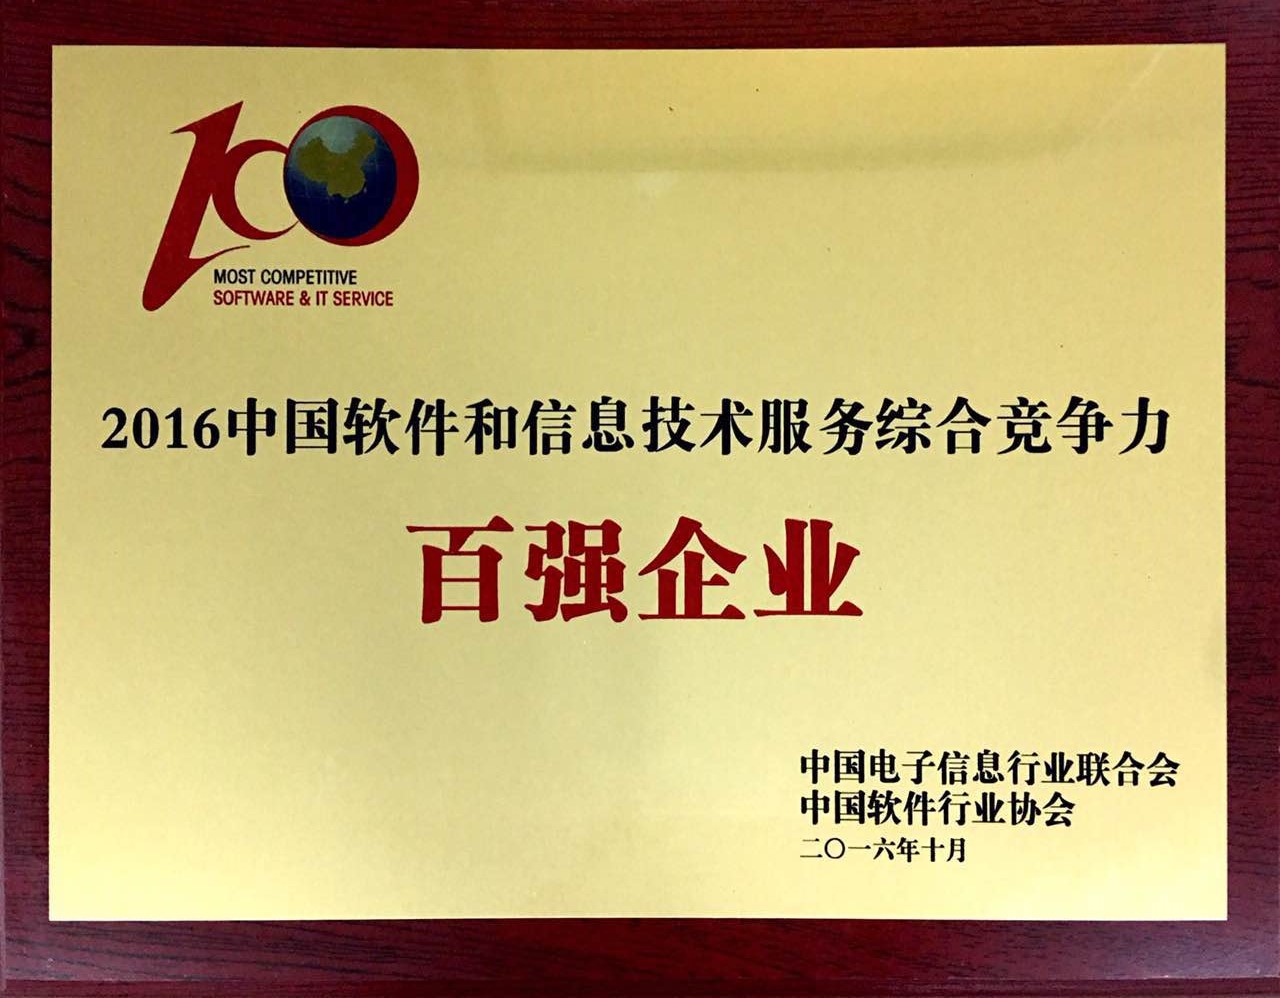 100
MOST COMPETITIVE
SOFTWARE & IT SERVICE
2016中国软件和信息技术服务综合竞争力
百强企业
中国电子信息行业联合会
中国软件行业协会
二〇一六年十月